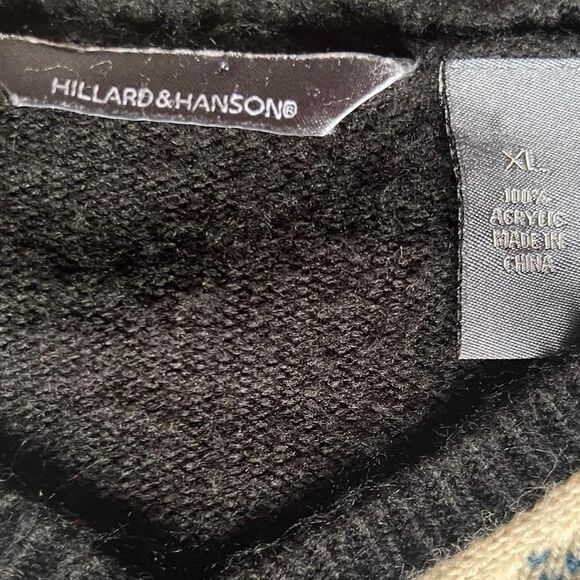 HILLARD&HANSON®
XL
100%
ACRYLIC
MADE IN
CHINA